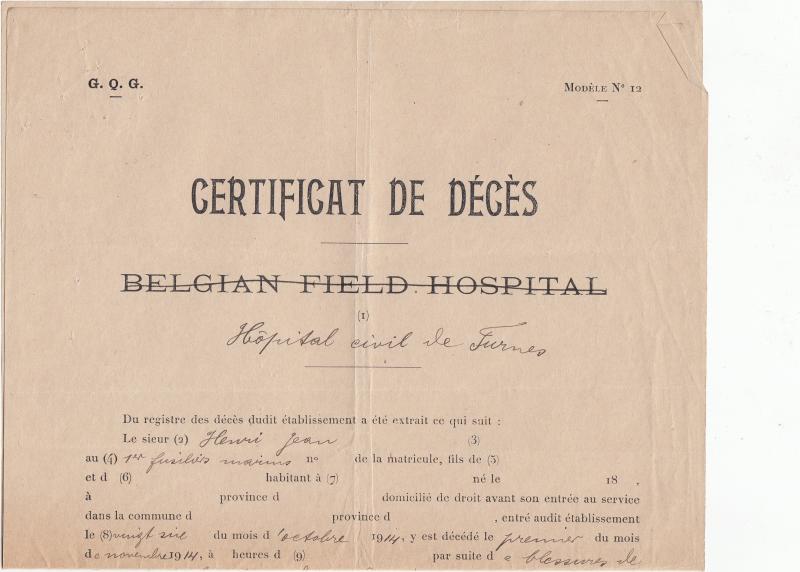 G. Q. G.
MODÈLE N° 12
CERTIFICAT DE DÉCÈS
BELGIAN FIELD HOSPITAL
(1)
Hôpital civil de Furnes
Du registre des décès dudit établissement a été extrait ce qui suit :
Le sieur (2) Henri Jean (3)
au (4) 1er fusiliers marins n° de la matricule, fils de (5)
et d (6) habitant à (7) né le 18 ,
à province d domicilié de droit avant son entrée au service
dans la commune d province d , entré audit établissement
le (8) vingt six du mois d'octobre 1914, y est décédé le premier du mois
de novembre 1914, à heures d (9) par suite de blessures de